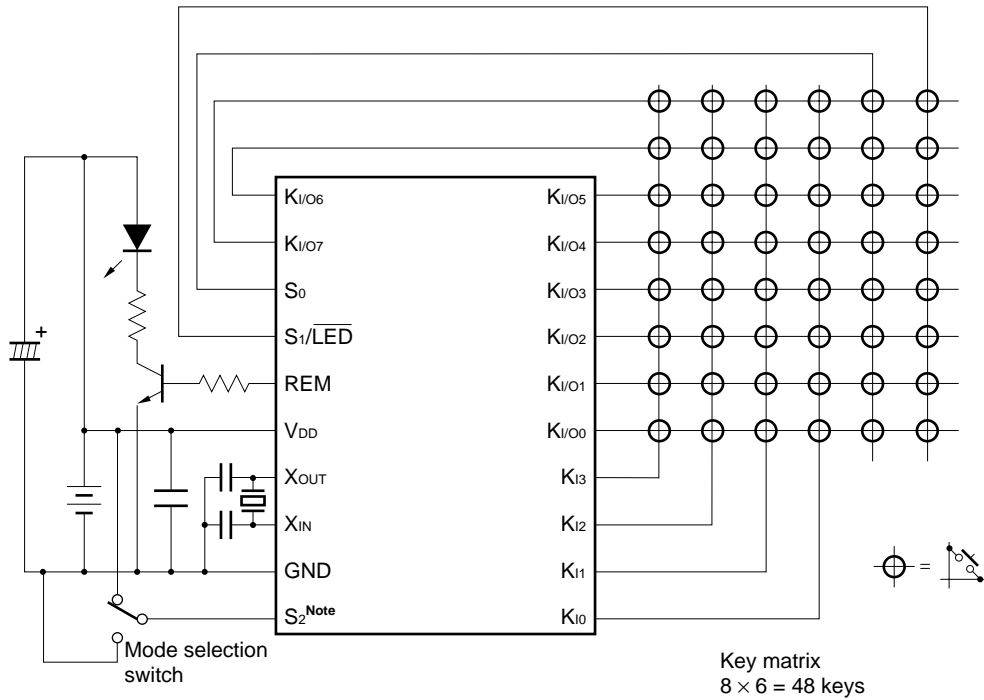 +
KI/O6
KI/O5
KI/O7
KI/O4
S0
KI/O3
S1/LED
KI/O2
REM
KI/O1
VDD
KI/O0
XOUT
KI3
XIN
KI2
GND
KI1
=
S2Note
KI0
Mode selection
switch
Key matrix
8 × 6 = 48 keys